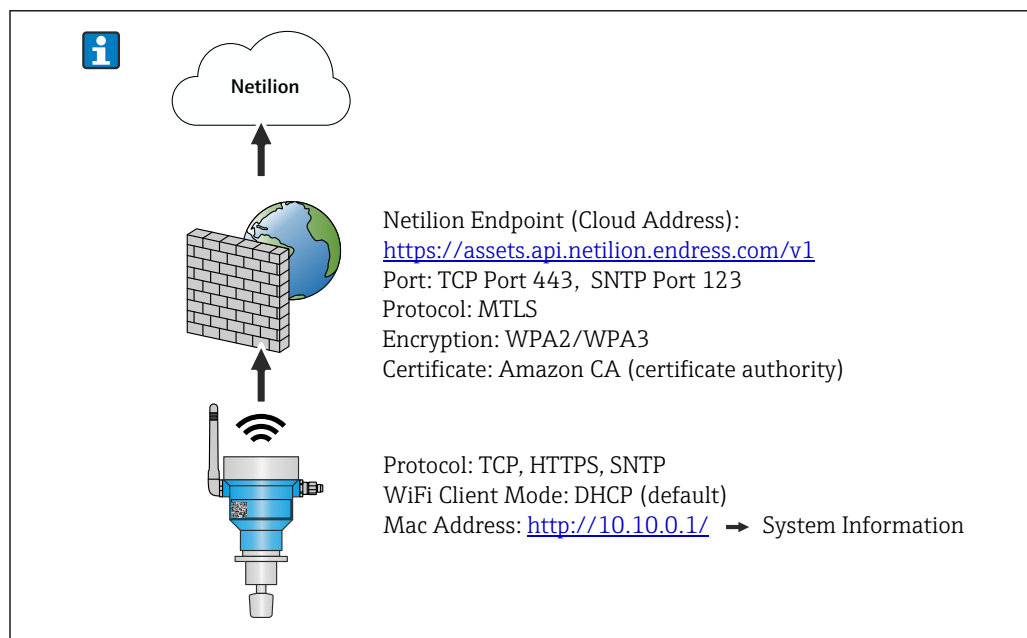 i
Netilion
Netilion Endpoint (Cloud Address):
https://assets.api.netilion.endress.com/v1
Port: TCP Port 443, SNTP Port 123
Protocol: MTLS
Encryption: WPA2/WPA3
Certificate: Amazon CA (certificate authority)
Protocol: TCP, HTTPS, SNTP
WiFi Client Mode: DHCP (default)
Mac Address: http://10.10.0.1/ → System Information